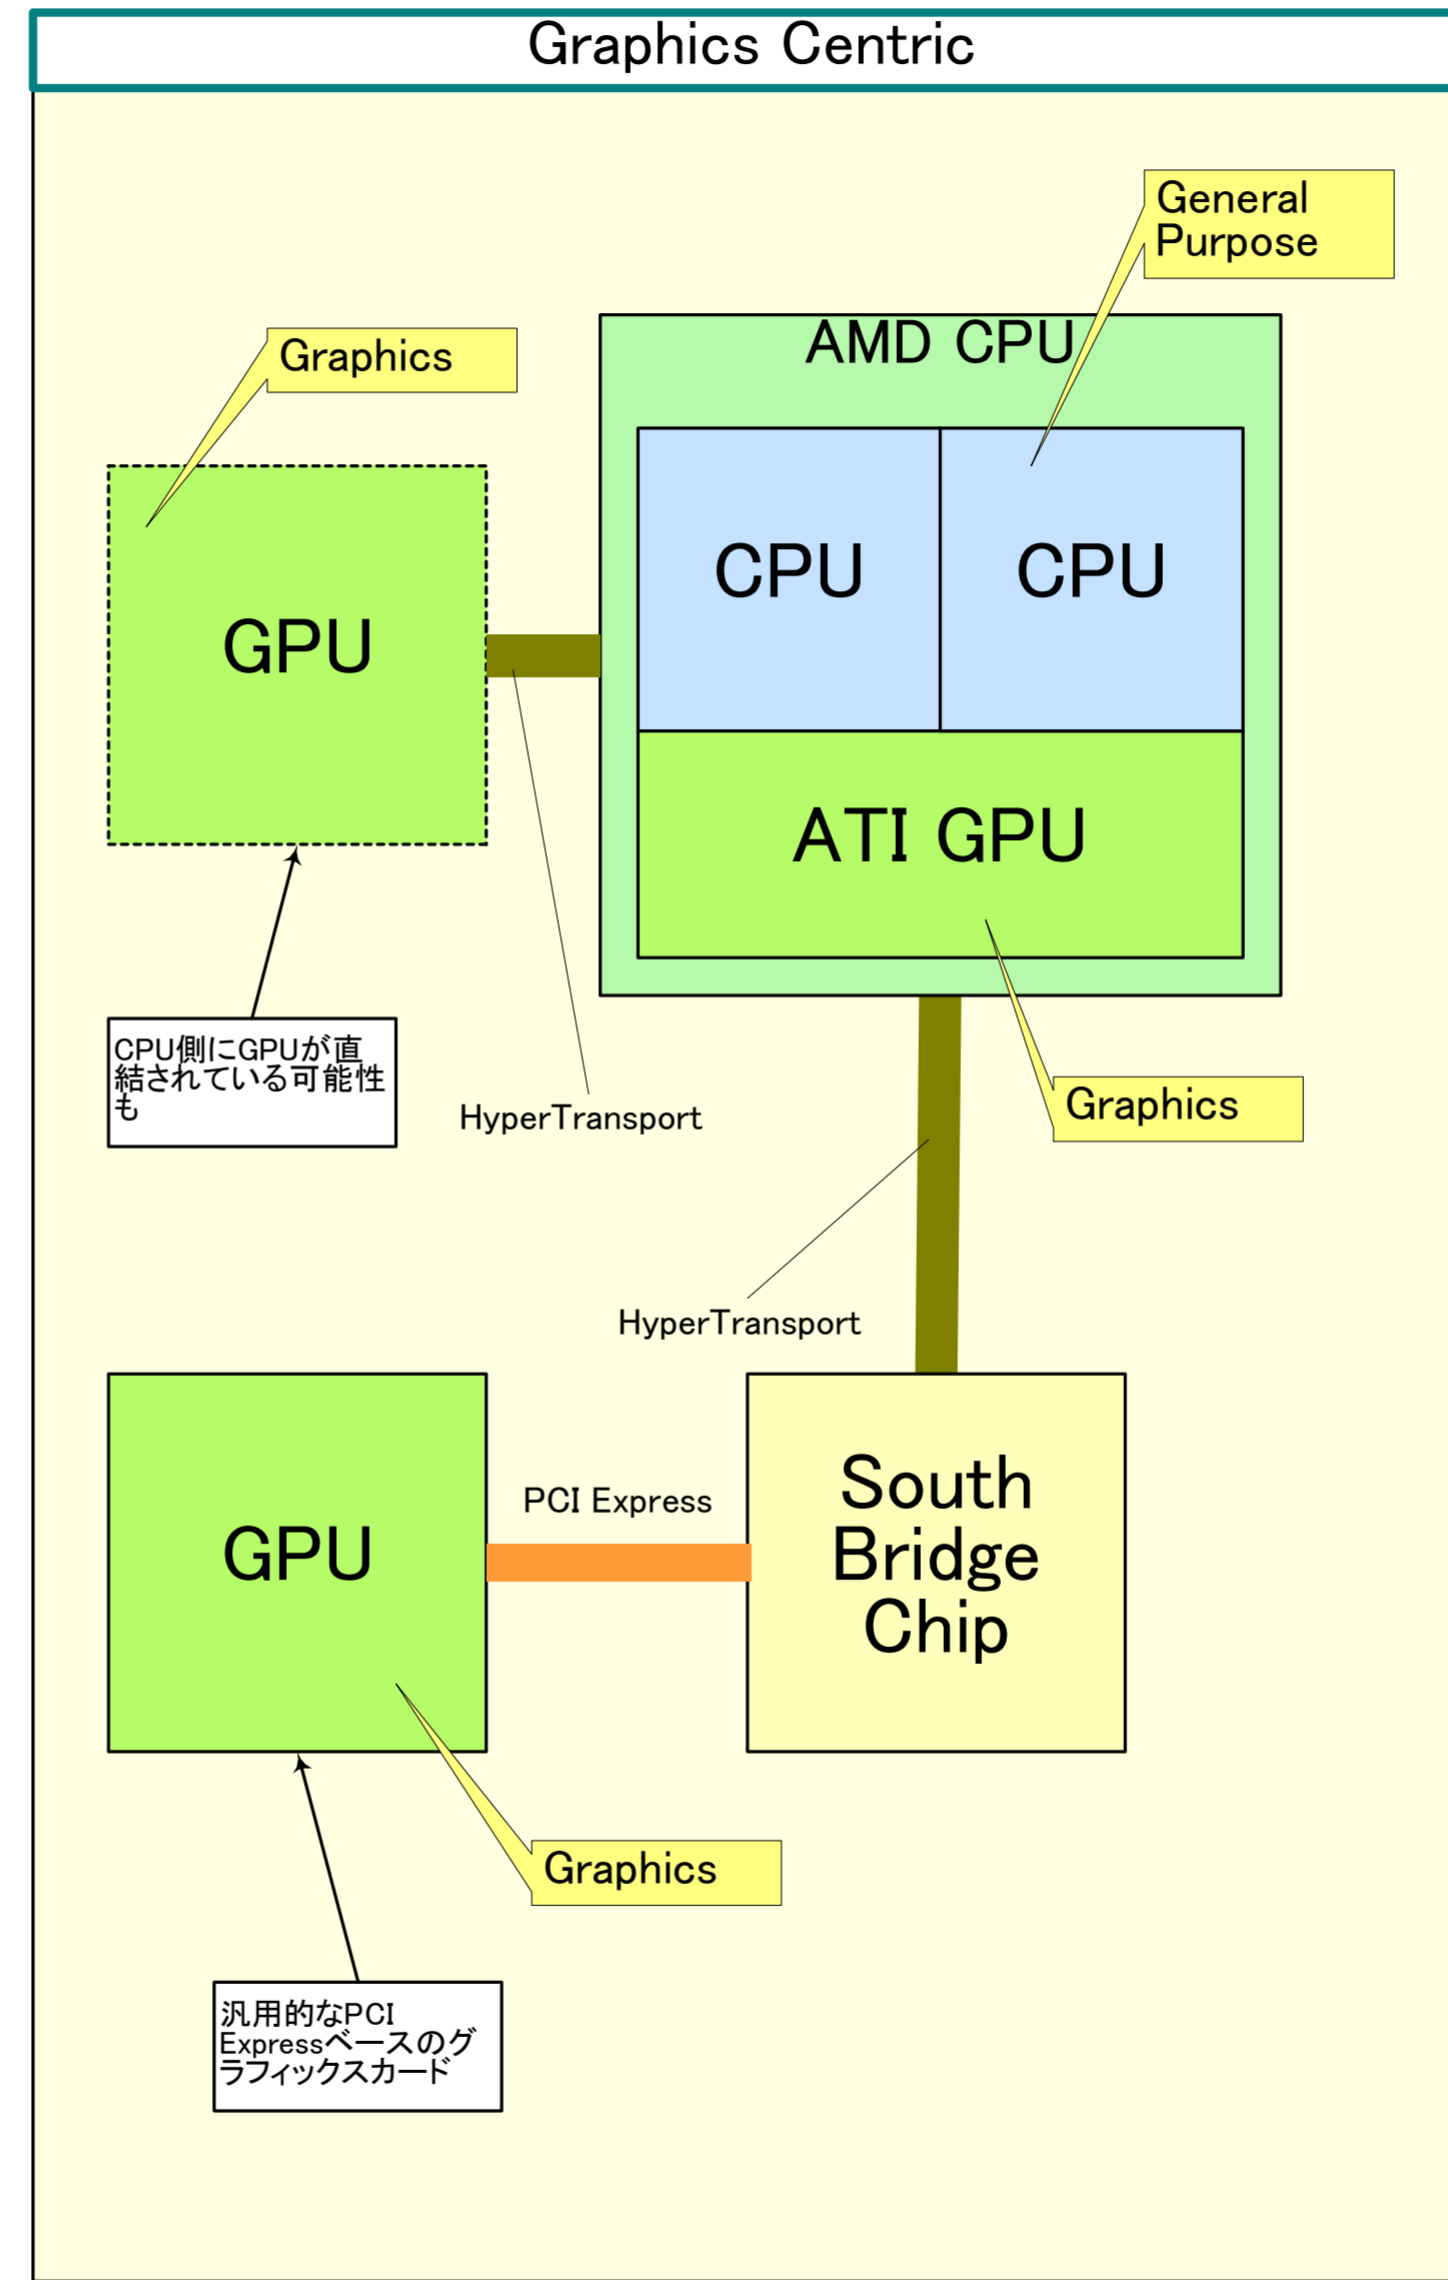 Graphics Centric
General
Purpose
Graphics
AMD CPU
CPU
CPU
GPU
ATI GPU
CPU側にGPUが直
結されている可能性
も
HyperTransport
Graphics
HyperTransport
GPU
PCI Express
South
Bridge
Chip
Graphics
汎用的なPCI
Expressベースのグ
ラフィックスカード